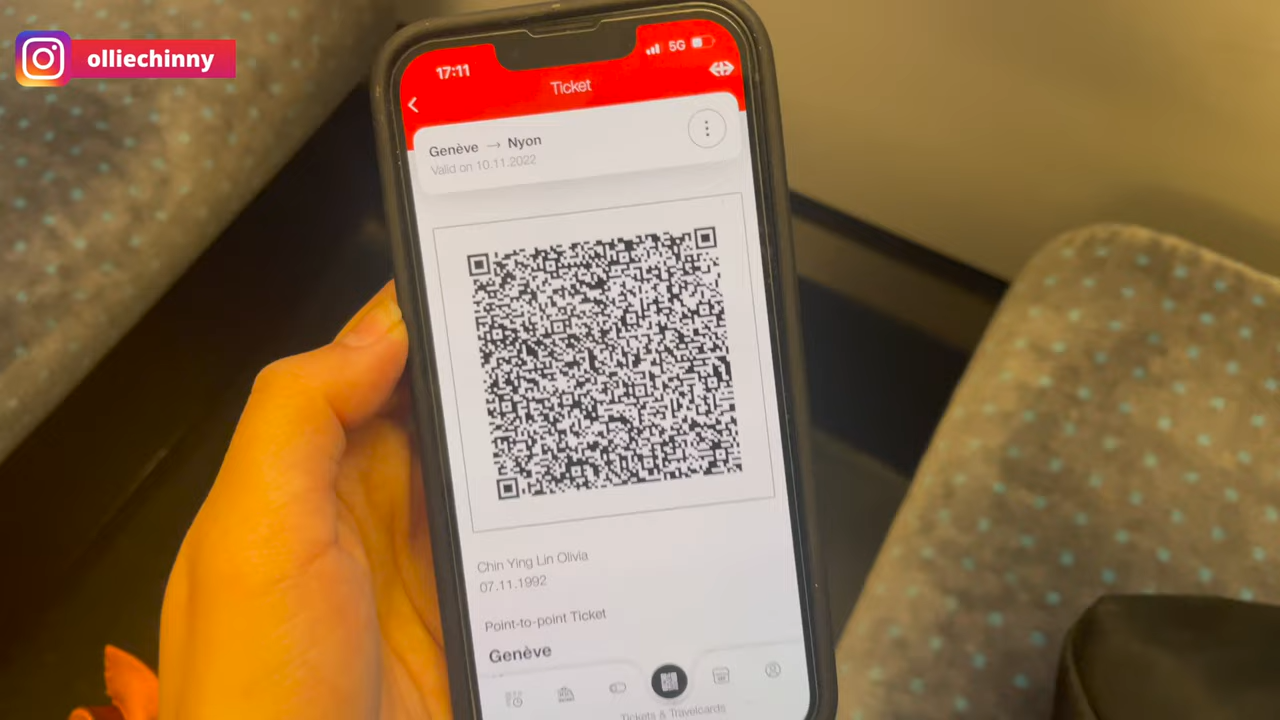 olliechinny
17:11
5G
Ticket
Genève → Nyon
Valid on 10.11.2022
Chin Ying Lin Olivia
07.11.1992
Point-to-point Ticket
Genève
Tickets & Travelcards